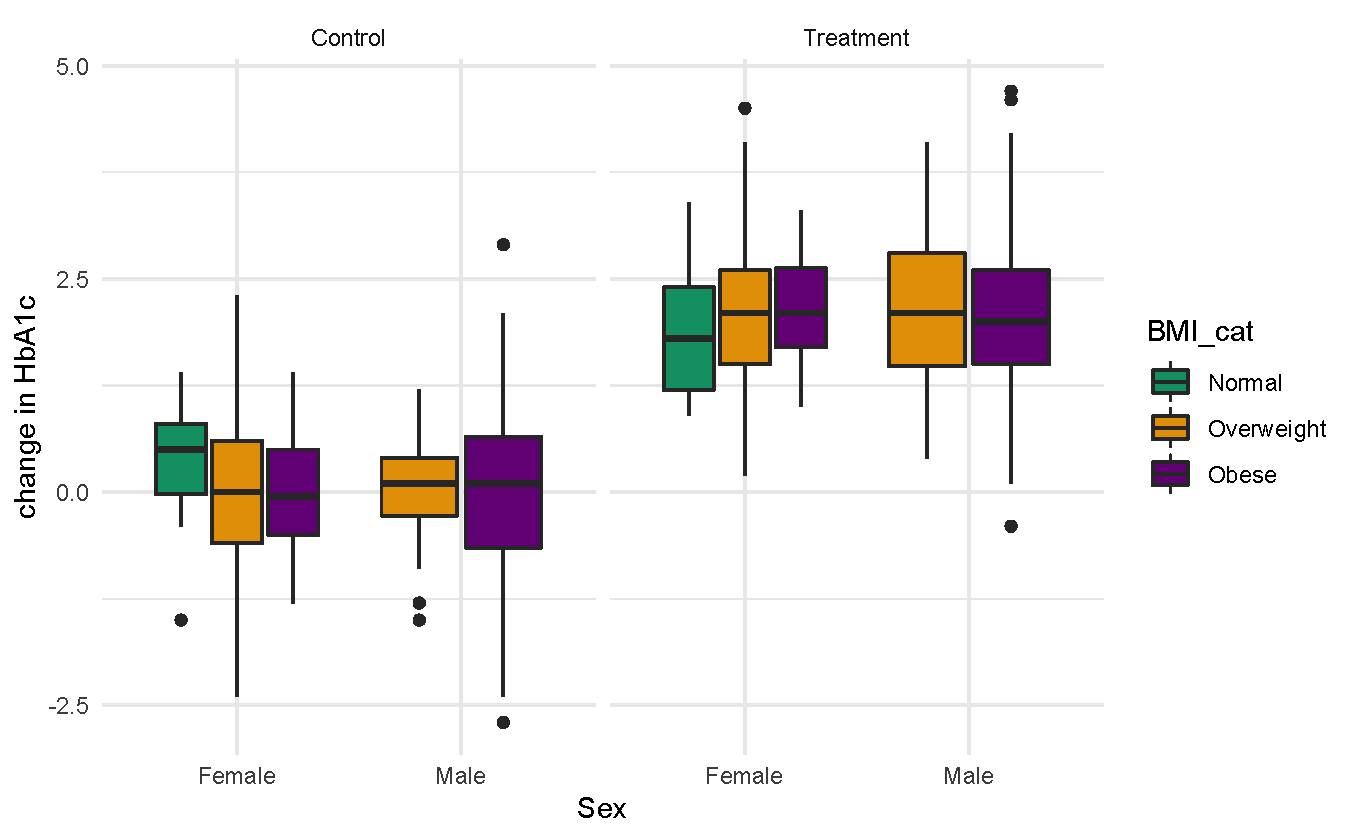 Control
Treatment
5.0
2.5
0.0
-2.5
change in HbA1c
Female
Male
Female
Male
Sex
BMI_cat
Normal
Overweight
Obese